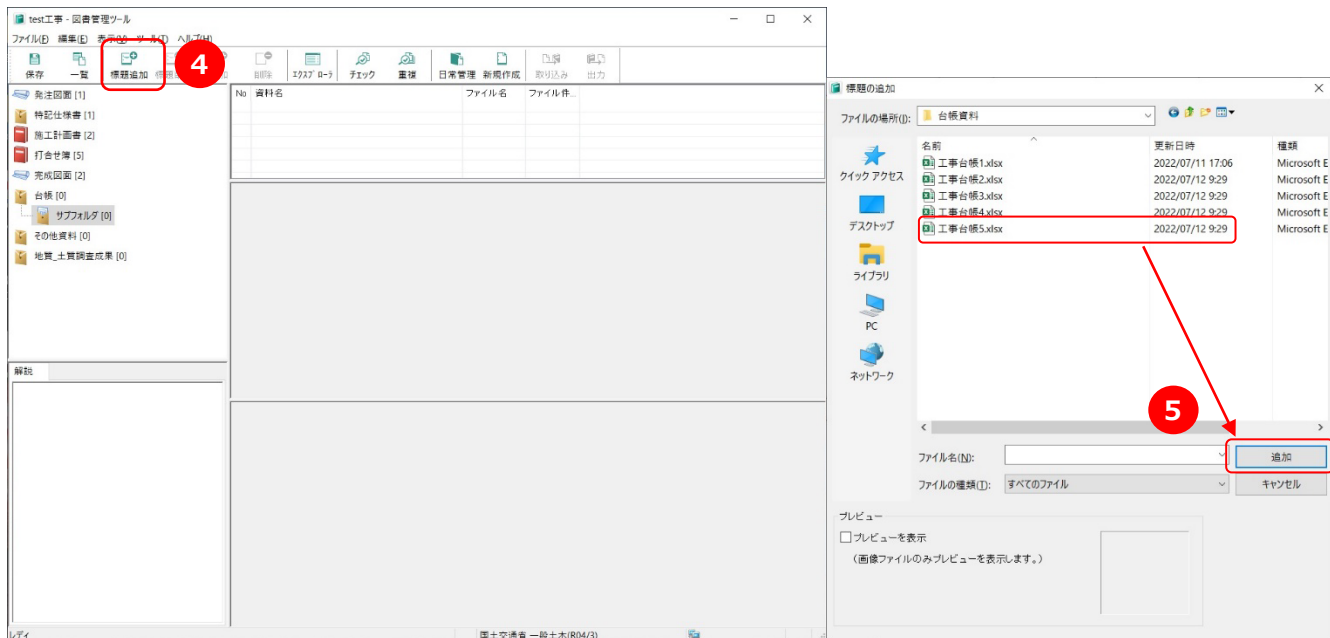 test工事 - 図書管理ツール
ファイル(F) 編集(E) 表示(V) ツール(T) ヘルプ(H)
保存 一覧 標題追加 削除 ｴｸｽﾌﾟﾛｰﾗ チェック 重複 日常管理 新規作成 取り込み 出力
4
発注図面 [1]
特記仕様書 [1]
施工計画書 [2]
打合せ簿 [5]
完成図面 [2]
台帳 [0]
サブフォルダ [0]
その他資料 [0]
地質_土質調査成果 [0]
No 資料名 ファイル名 ファイル件...
解説
レディ 国土交通省 一般土木(R04/3)
標題の追加
ファイルの場所(I): 台帳資料
クイック アクセス
デスクトップ
ライブラリ
PC
ネットワーク
名前 更新日時 種類
工事台帳1.xlsx 2022/07/11 17:06 Microsoft E
工事台帳2.xlsx 2022/07/12 9:29 Microsoft E
工事台帳3.xlsx 2022/07/12 9:29 Microsoft E
工事台帳4.xlsx 2022/07/12 9:29 Microsoft E
工事台帳5.xlsx 2022/07/12 9:29 Microsoft E
5
ファイル名(N): 追加
ファイルの種類(T): すべてのファイル キャンセル
プレビュー
プレビューを表示
(画像ファイルのみプレビューを表示します。)